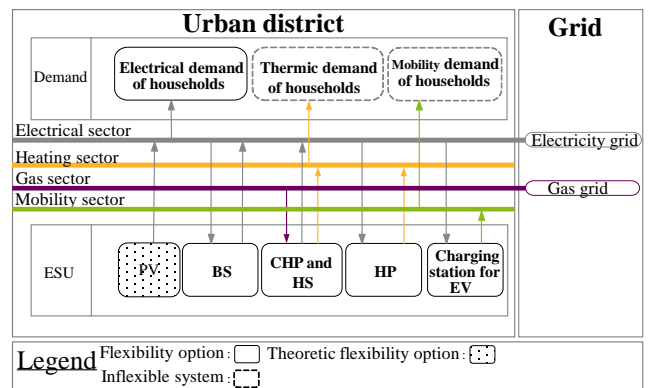 Urban district
Grid
Demand
Electrical demand
of households
Thermic demand
of households
Mobility demand
of households
Electrical sector
Electricity grid
Heating sector
Gas sector
Gas grid
Mobility sector
ESU
PV
BS
CHP and
HS
HP
Charging
station for
EV
Legend
Flexibility option:
Theoretic flexibility option:
Inflexible system: